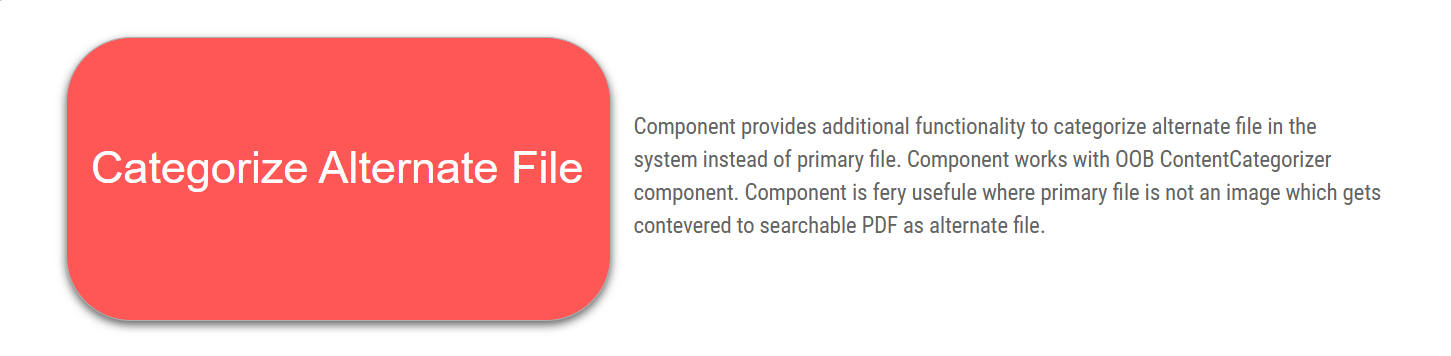 Categorize Alternate File
Component provides additional functionality to categorize alternate file in the
system instead of primary file. Component works with OOB ContentCategorizer
component. Component is fery usefule where primary file is not an image which gets
contevered to searchable PDF as alternate file.